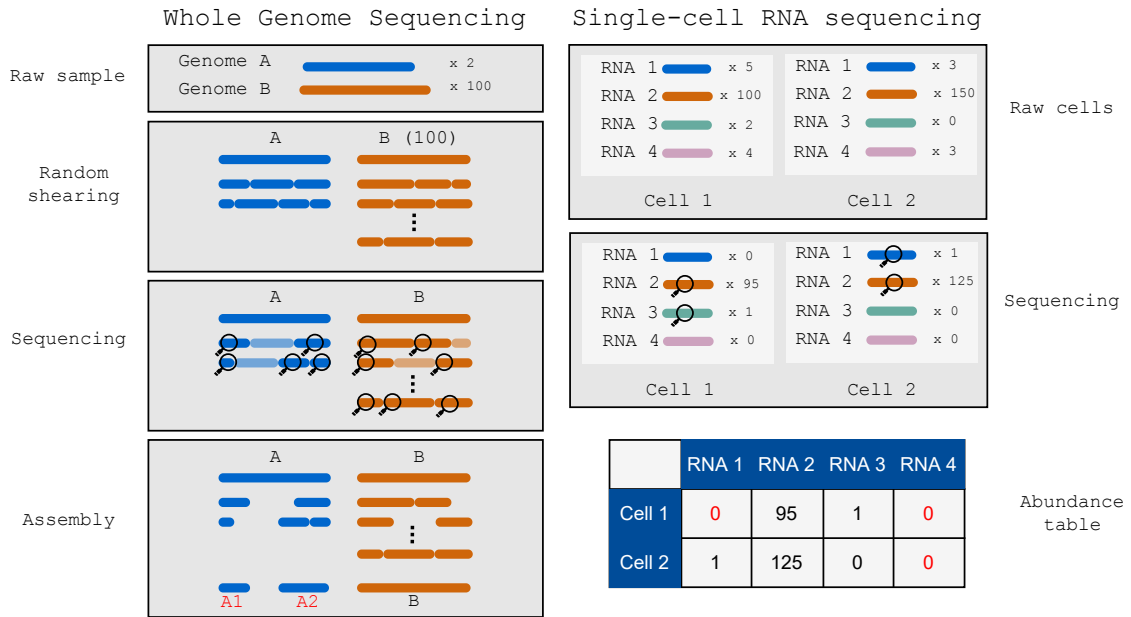 Whole Genome Sequencing
Raw sample
Genome A x 2
Genome B x 100
Random
shearing
A B (100)
Sequencing
A B
Assembly
A B
A1 A2 B
Single-cell RNA sequencing
RNA 1 x 5
RNA 2 x 100
RNA 3 x 2
RNA 4 x 4
Cell 1
RNA 1 x 3
RNA 2 x 150
RNA 3 x 0
RNA 4 x 3
Cell 2
Raw cells
RNA 1 x 0
RNA 2 x 95
RNA 3 x 1
RNA 4 x 0
Cell 1
RNA 1 x 1
RNA 2 x 125
RNA 3 x 0
RNA 4 x 0
Cell 2
Sequencing
RNA 1 RNA 2 RNA 3 RNA 4
Cell 1 0 95 1 0
Cell 2 1 125 0 0
Abundance
table